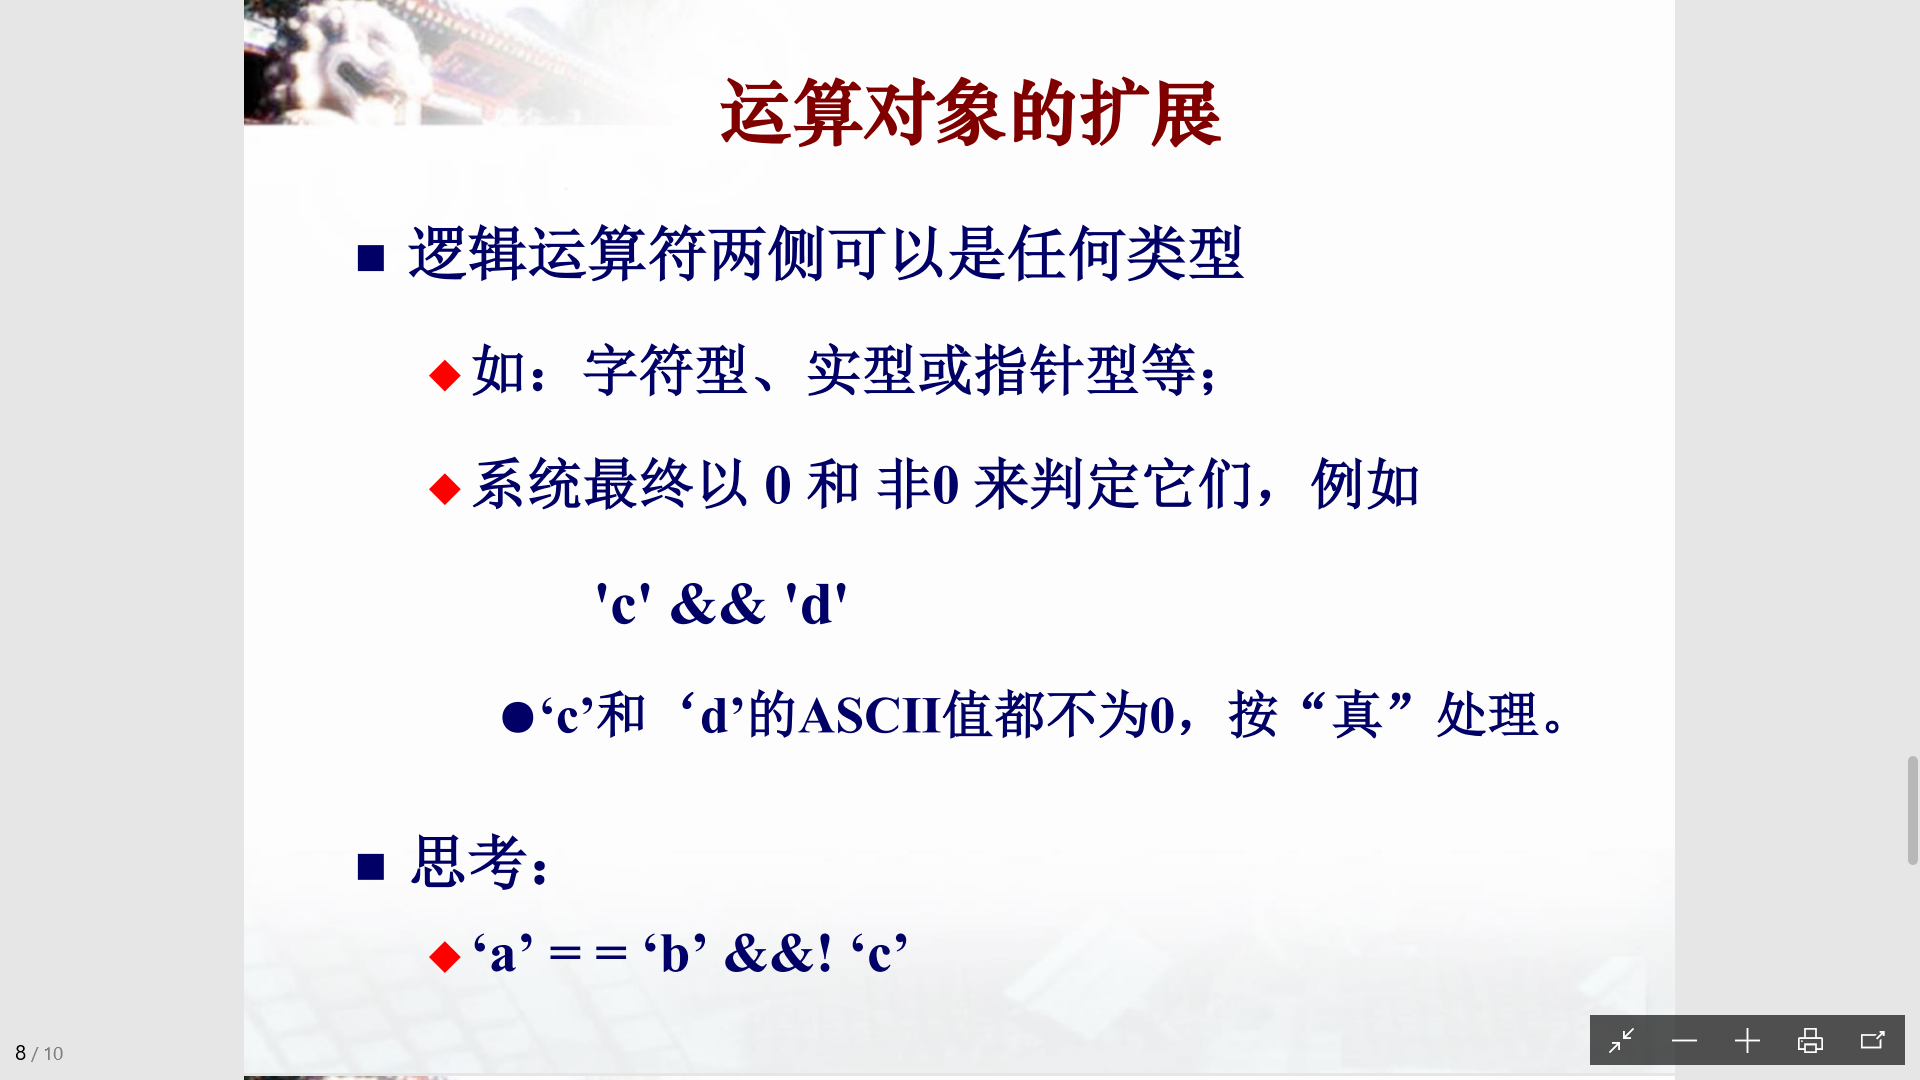 运算对象的扩展
逻辑运算符两侧可以是任何类型
如：字符型、实型或指针型等；
系统最终以 0 和 非0 来判定它们，例如
'c' && 'd'
‘c’和‘d’的ASCII值都不为0，按“真”处理。
思考：
‘a’ = = ‘b’ &&! ‘c’
8 / 10